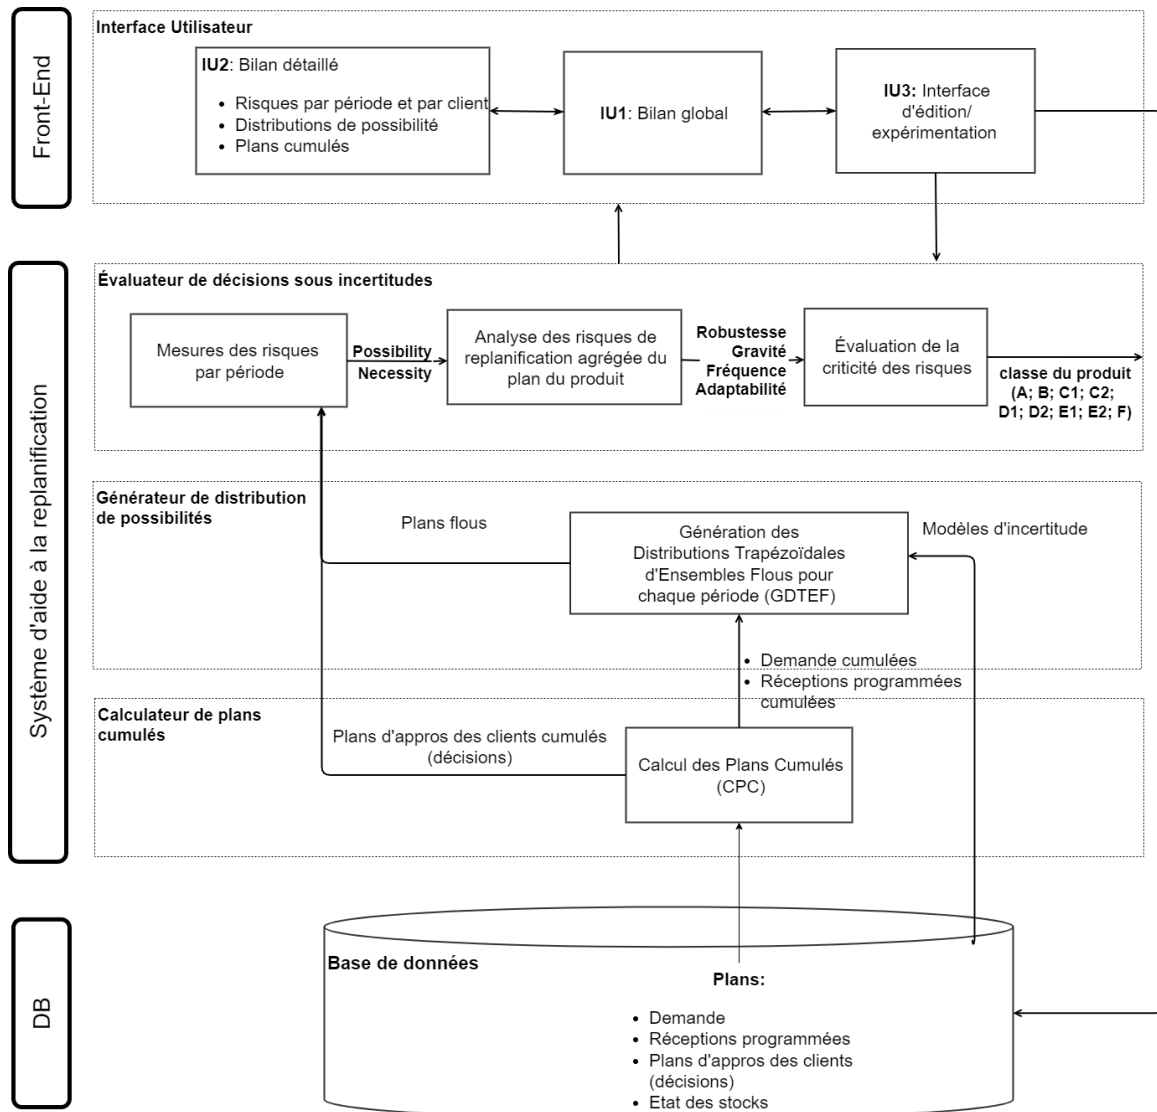 Front-End
Interface Utilisateur
IU2: Bilan détaillé
Risques par période et par client
Distributions de possibilité
Plans cumulés
IU1: Bilan global
IU3: Interface
d'édition/
expérimentation
Système d'aide à la replanification
Évaluateur de décisions sous incertitudes
Mesures des risques
par période
Possibility
Necessity
Analyse des risques de
replanification agrégée du
plan du produit
Robustesse
Gravité
Fréquence
Adaptabilité
Évaluation de la
criticité des risques
classe du produit
(A; B; C1; C2;
D1; D2; E1; E2; F)
Générateur de distribution
de possibilités
Plans flous
Génération des
Distributions Trapézoïdales
d'Ensembles Flous pour
chaque période (GDTEF)
Modèles d'incertitude
Demande cumulées
Réceptions programmées
cumulées
Calculateur de plans
cumulés
Plans d'appros des clients cumulés
(décisions)
Calcul des Plans Cumulés
(CPC)
DB
Base de données
Plans:
Demande
Réceptions programmées
Plans d'appros des clients
(décisions)
Etat des stocks